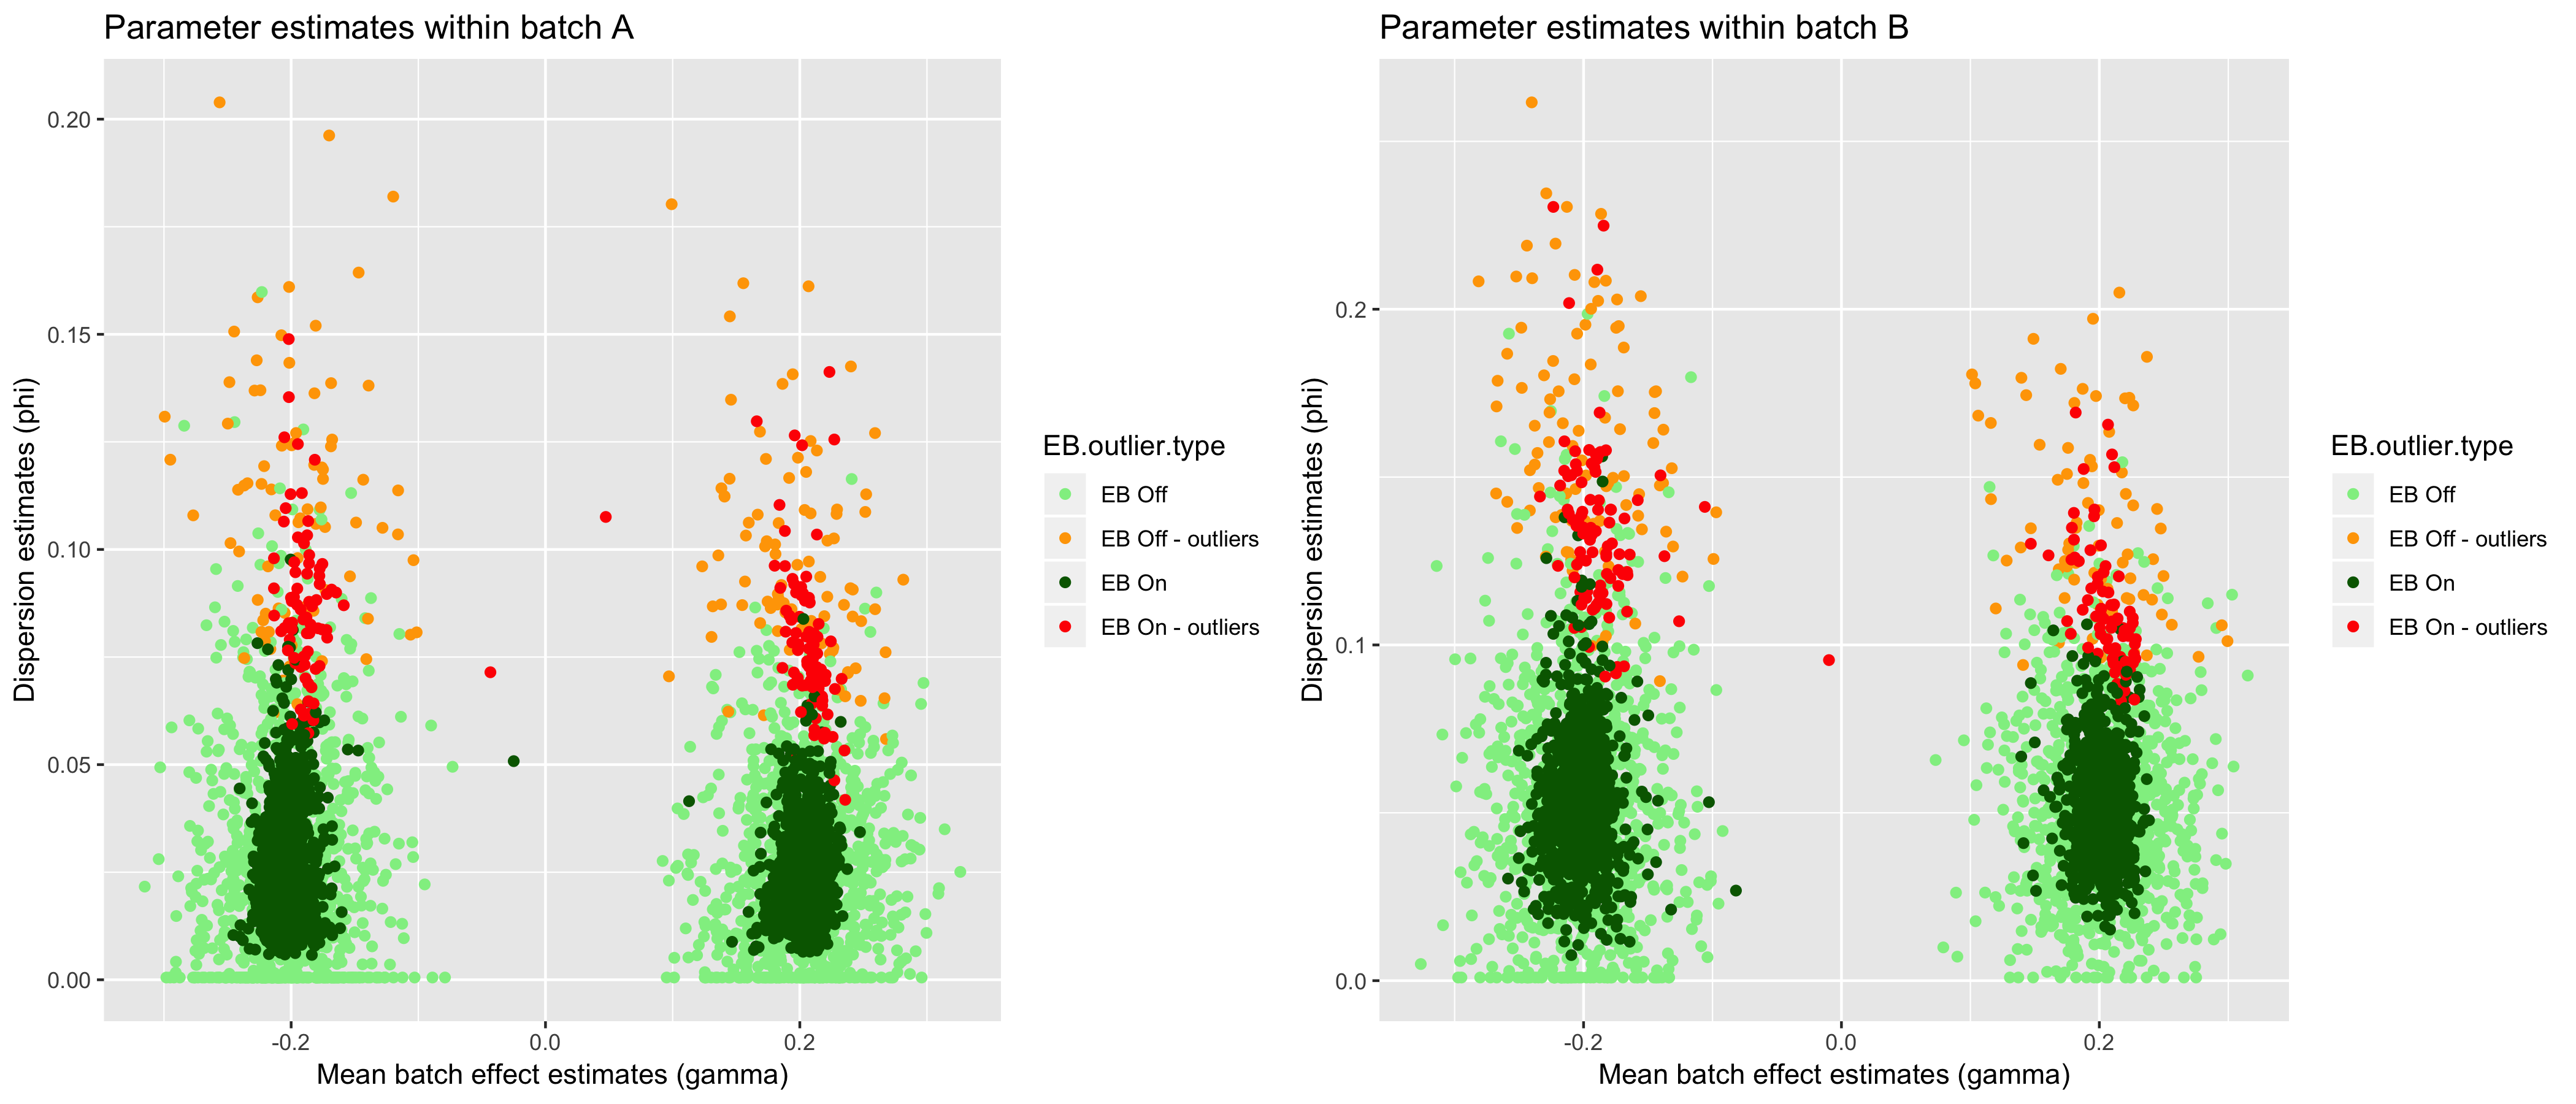 Parameter estimates within batch A
Dispersion estimates (phi)
0.20
0.15
0.10
0.05
0.00
-0.2
0.0
0.2
Mean batch effect estimates (gamma)
EB.outlier.type
EB Off
EB Off - outliers
EB On
EB On - outliers
Parameter estimates within batch B
Dispersion estimates (phi)
0.2
0.1
0.0
-0.2
0.0
0.2
Mean batch effect estimates (gamma)
EB.outlier.type
EB Off
EB Off - outliers
EB On
EB On - outliers